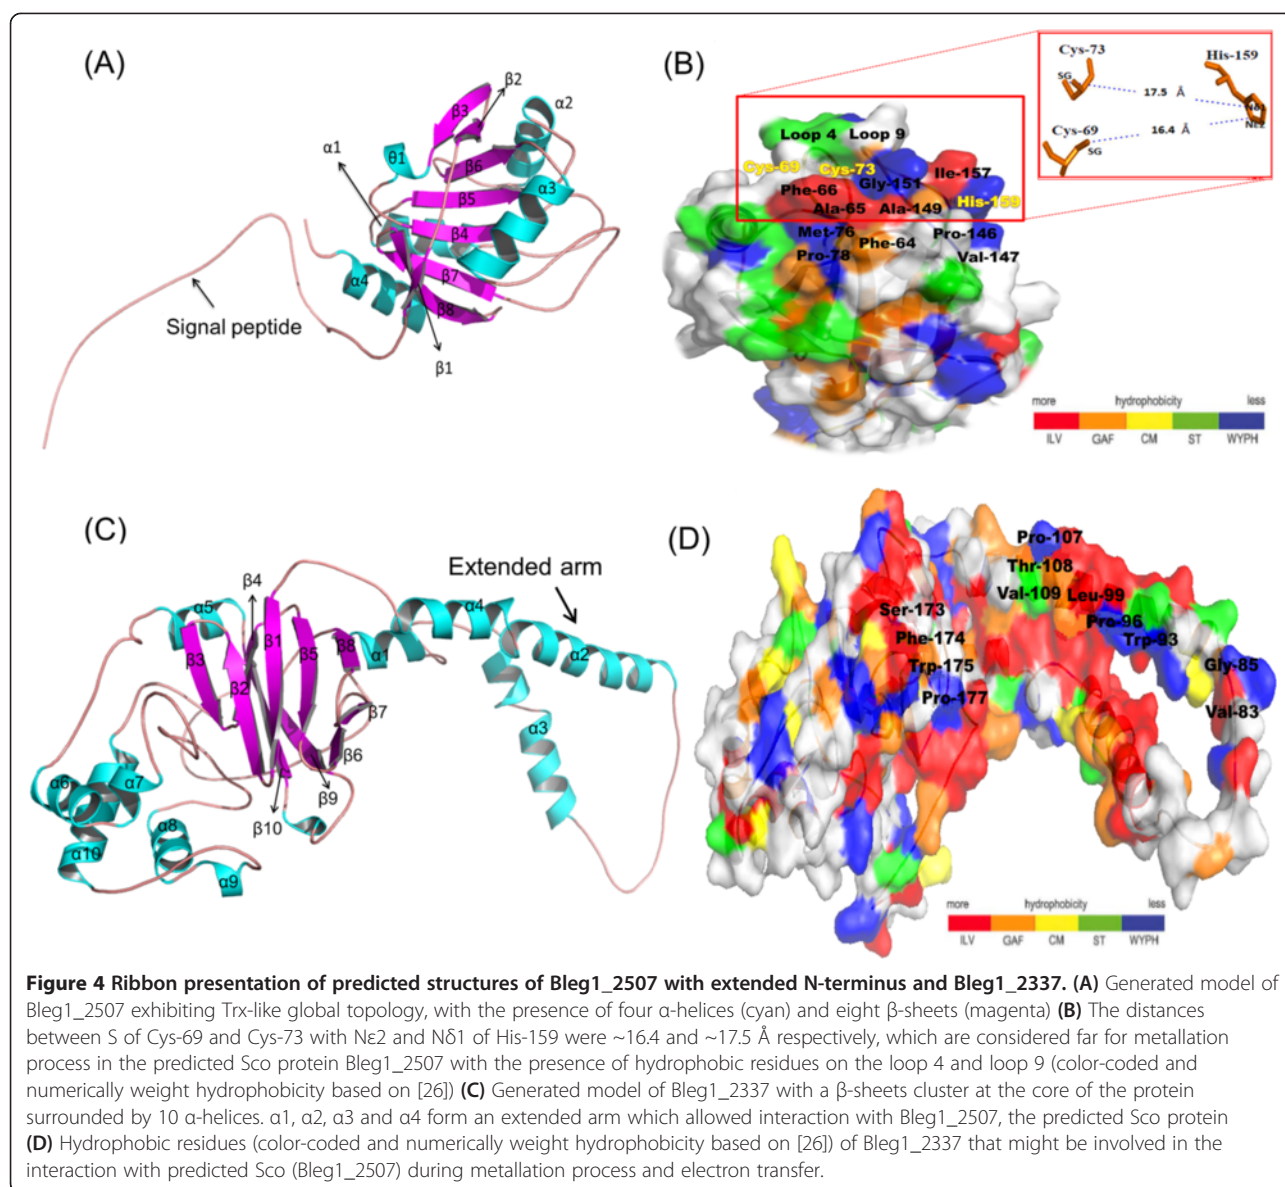 (A)
β2
β3
α2
α1
θ1
β6
α3
β5
β4
β7
α4
β8
Signal peptide
β1
(B)
Cys-73
His-159
SG
17.5 Å
Nδ1
Nε2
16.4 Å
Cys-69
SG
Loop 4
Loop 9
Cys-69
Cys-73
Gly-151
Ile-157
Phe-66
His-159
Ala-65
Ala-149
Met-76
Phe-64
Pro-146
Pro-78
Val-147
more hydrophobicity less
ILV GAF CM ST WYPH
(C)
Extended arm
β4
α5
α4
β1
β3
β5
β8
α1
α2
β2
β7
α3
β6
α6
α7
β9
α8
β10
α10
α9
(D)
Pro-107
Thr-108
Val-109
Leu-99
Ser-173
Pro-96
Phe-174
Trp-93
Trp-175
Gly-85
Pro-177
Val-83
more hydrophobicity less
ILV GAF CM ST WYPH
Figure 4 Ribbon presentation of predicted structures of Bleg1_2507 with extended N-terminus and Bleg1_2337. (A) Generated model of
Bleg1_2507 exhibiting Trx-like global topology, with the presence of four α-helices (cyan) and eight β-sheets (magenta) (B) The distances
between S of Cys-69 and Cys-73 with Nε2 and Nδ1 of His-159 were ~16.4 and ~17.5 Å respectively, which are considered far for metallation
process in the predicted Sco protein Bleg1_2507 with the presence of hydrophobic residues on the loop 4 and loop 9 (color-coded and
numerically weight hydrophobicity based on [26]) (C) Generated model of Bleg1_2337 with a β-sheets cluster at the core of the protein
surrounded by 10 α-helices. α1, α2, α3 and α4 form an extended arm which allowed interaction with Bleg1_2507, the predicted Sco protein
(D) Hydrophobic residues (color-coded and numerically weight hydrophobicity based on [26]) of Bleg1_2337 that might be involved in the
interaction with predicted Sco (Bleg1_2507) during metallation process and electron transfer.